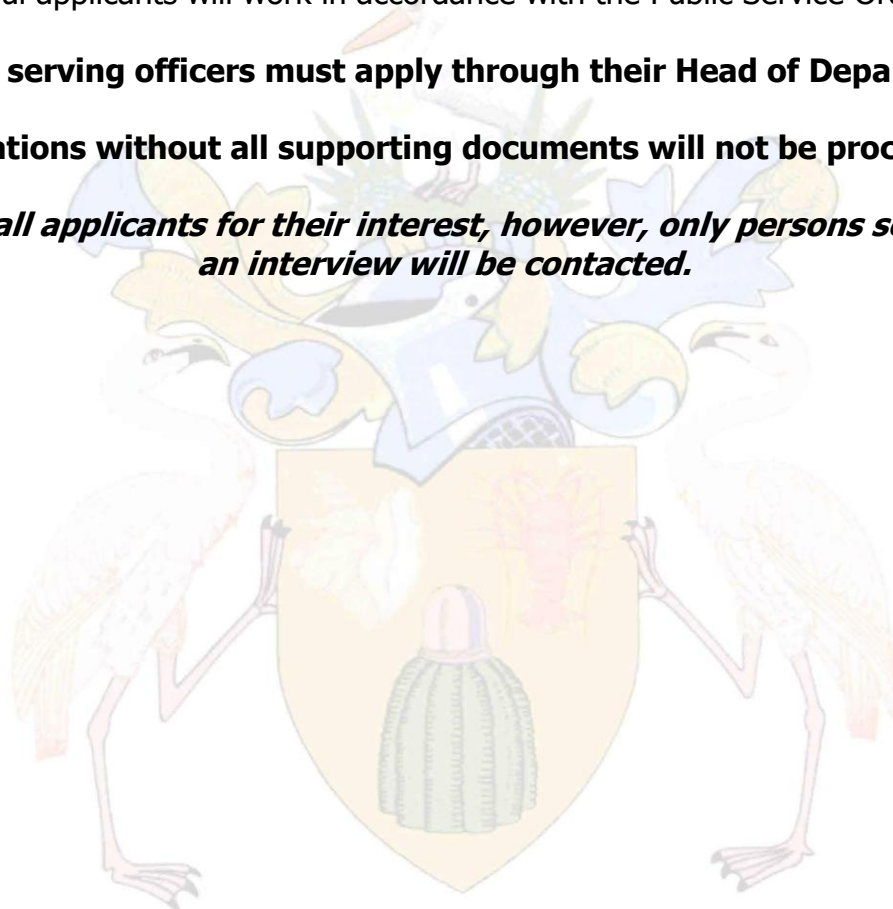 applicants will work in accordance with the Public Service
serving officers must apply through their Head of
without all supporting documents will not be
all applicants for their interest, however, only persons
an interview will be contacted.